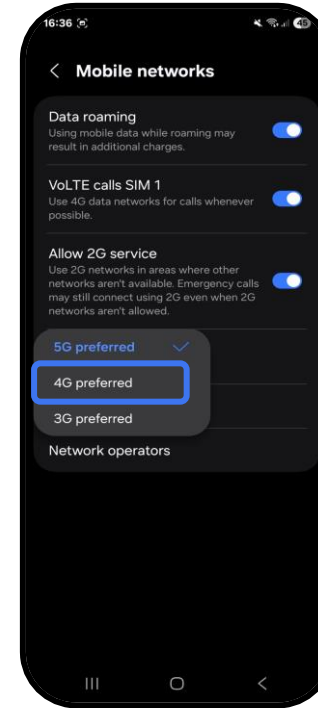 16:36
45
Mobile networks
Data roaming
Using mobile data while roaming may
result in additional charges.
VoLTE calls SIM 1
Use 4G data networks for calls whenever
possible.
Allow 2G service
Use 2G networks in areas where other
networks aren't available. Emergency calls
may still connect using 2G even when 2G
networks aren't allowed.
5G preferred
4G preferred
3G preferred
Network operators